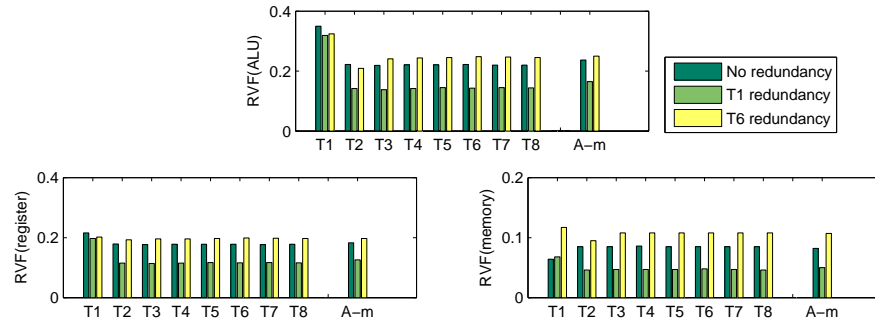 RVF(ALU)
0.4
0.2
0
T1 T2 T3 T4 T5 T6 T7 T8 A−m
No redundancy
T1 redundancy
T6 redundancy
RVF(register)
0.4
0.2
0
T1 T2 T3 T4 T5 T6 T7 T8 A−m
RVF(memory)
0.2
0.1
0
T1 T2 T3 T4 T5 T6 T7 T8 A−m